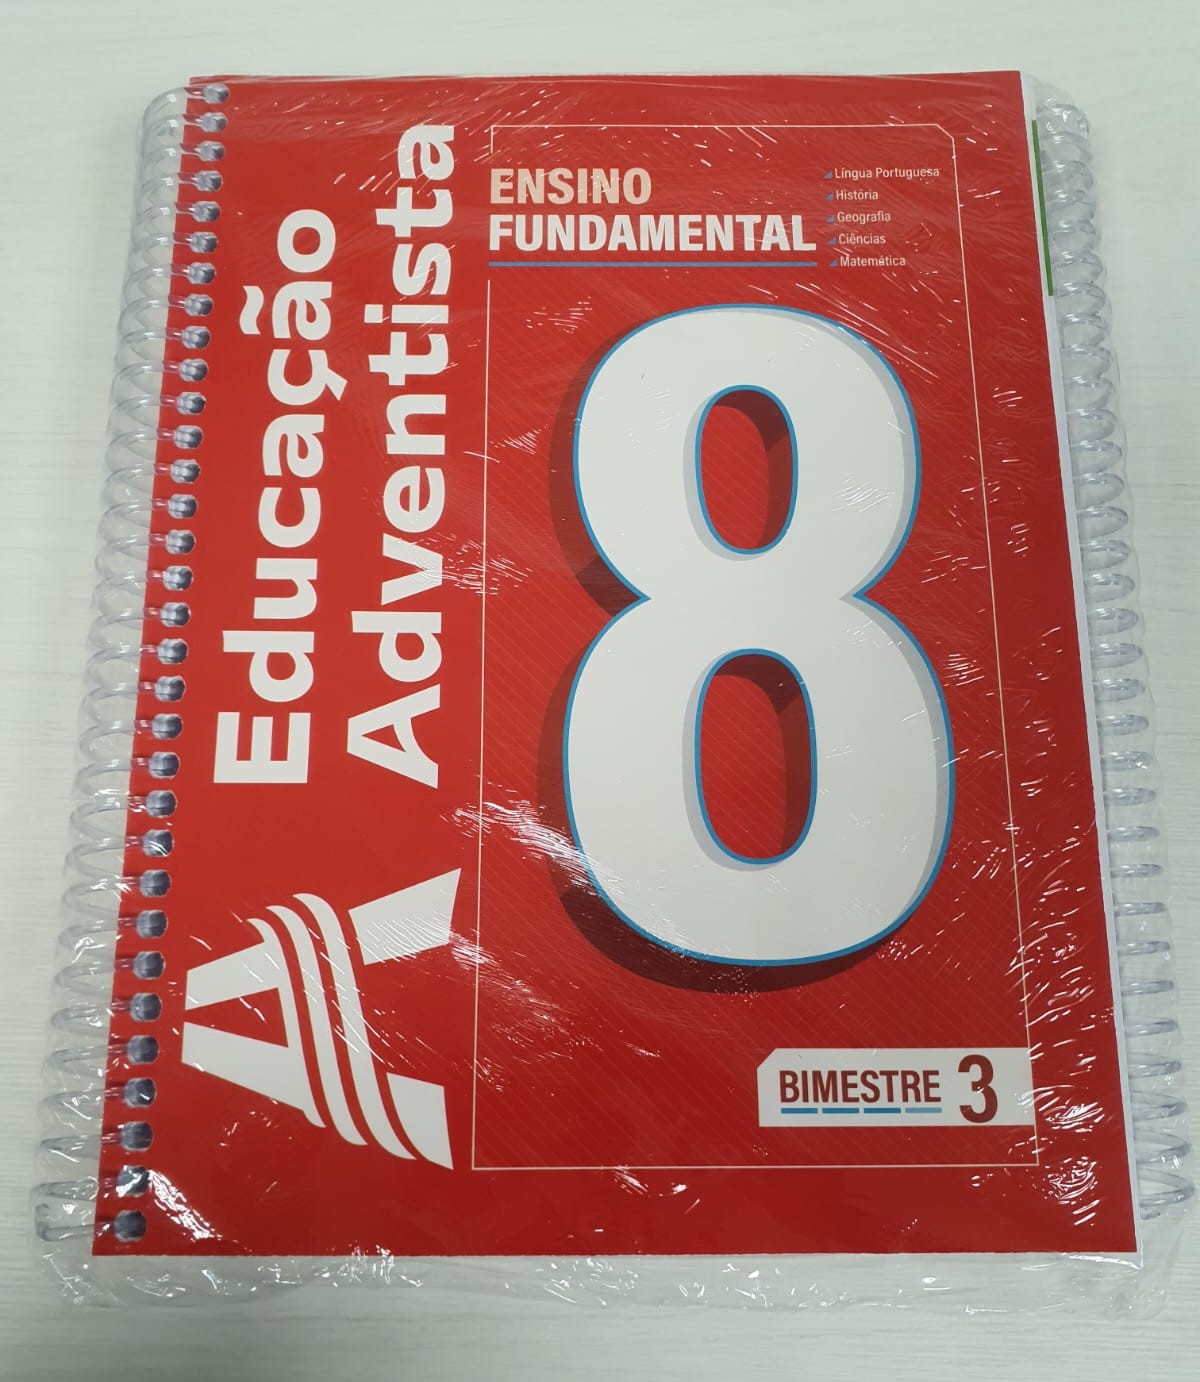 Educação
Adventista
ENSINO
FUNDAMENTAL
Língua Portuguesa
História
Geografia
Ciências
Matemática
8
BIMESTRE 3